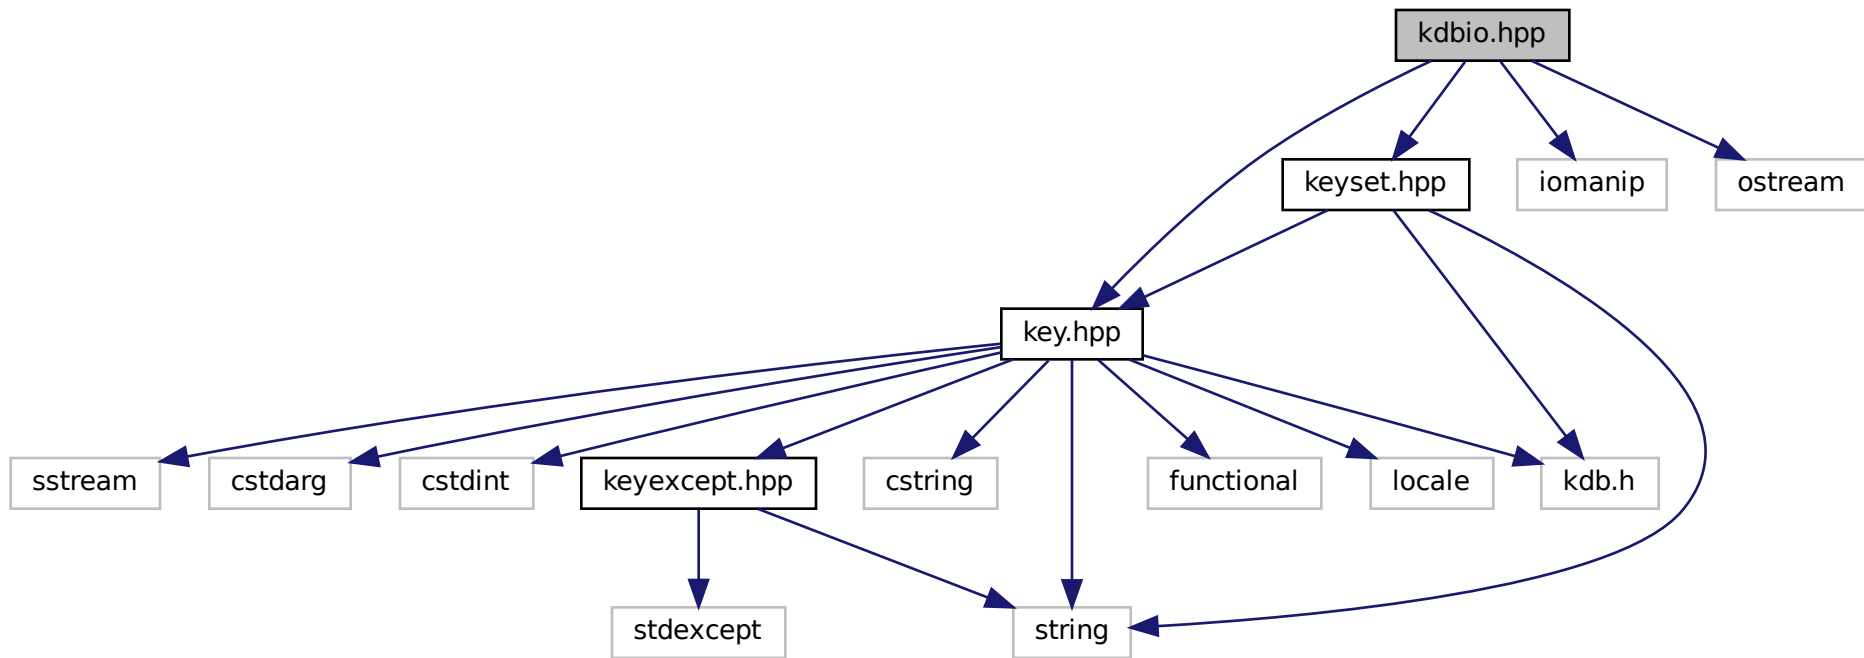 kdbio.hpp
keyset.hpp
iomanip
ostream
key.hpp
sstream
cstdarg
cstdint
keyexcept.hpp
cstring
functional
locale
kdb.h
stdexcept
string